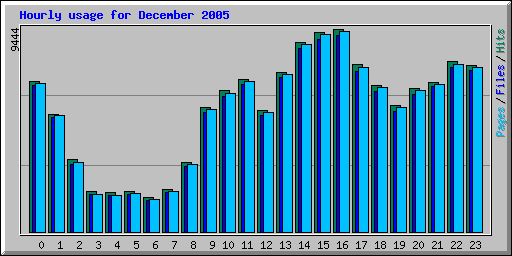 Hourly usage for December 2005
9444
Pages/Files/Hits
0 1 2 3 4 5 6 7 8 9 10 11 12 13 14 15 16 17 18 19 20 21 22 23